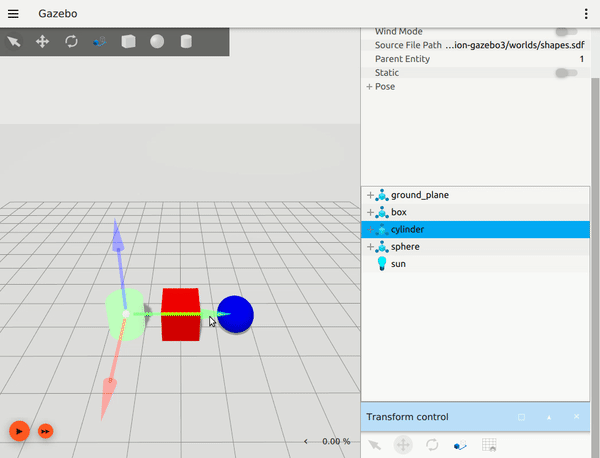 Gazebo
Wind Mode
Source File Path ...ion-gazebo3/worlds/shapes.sdf
Parent Entity 1
Static
Pose
ground_plane
box
cylinder
sphere
sun
Transform control
0.00 %